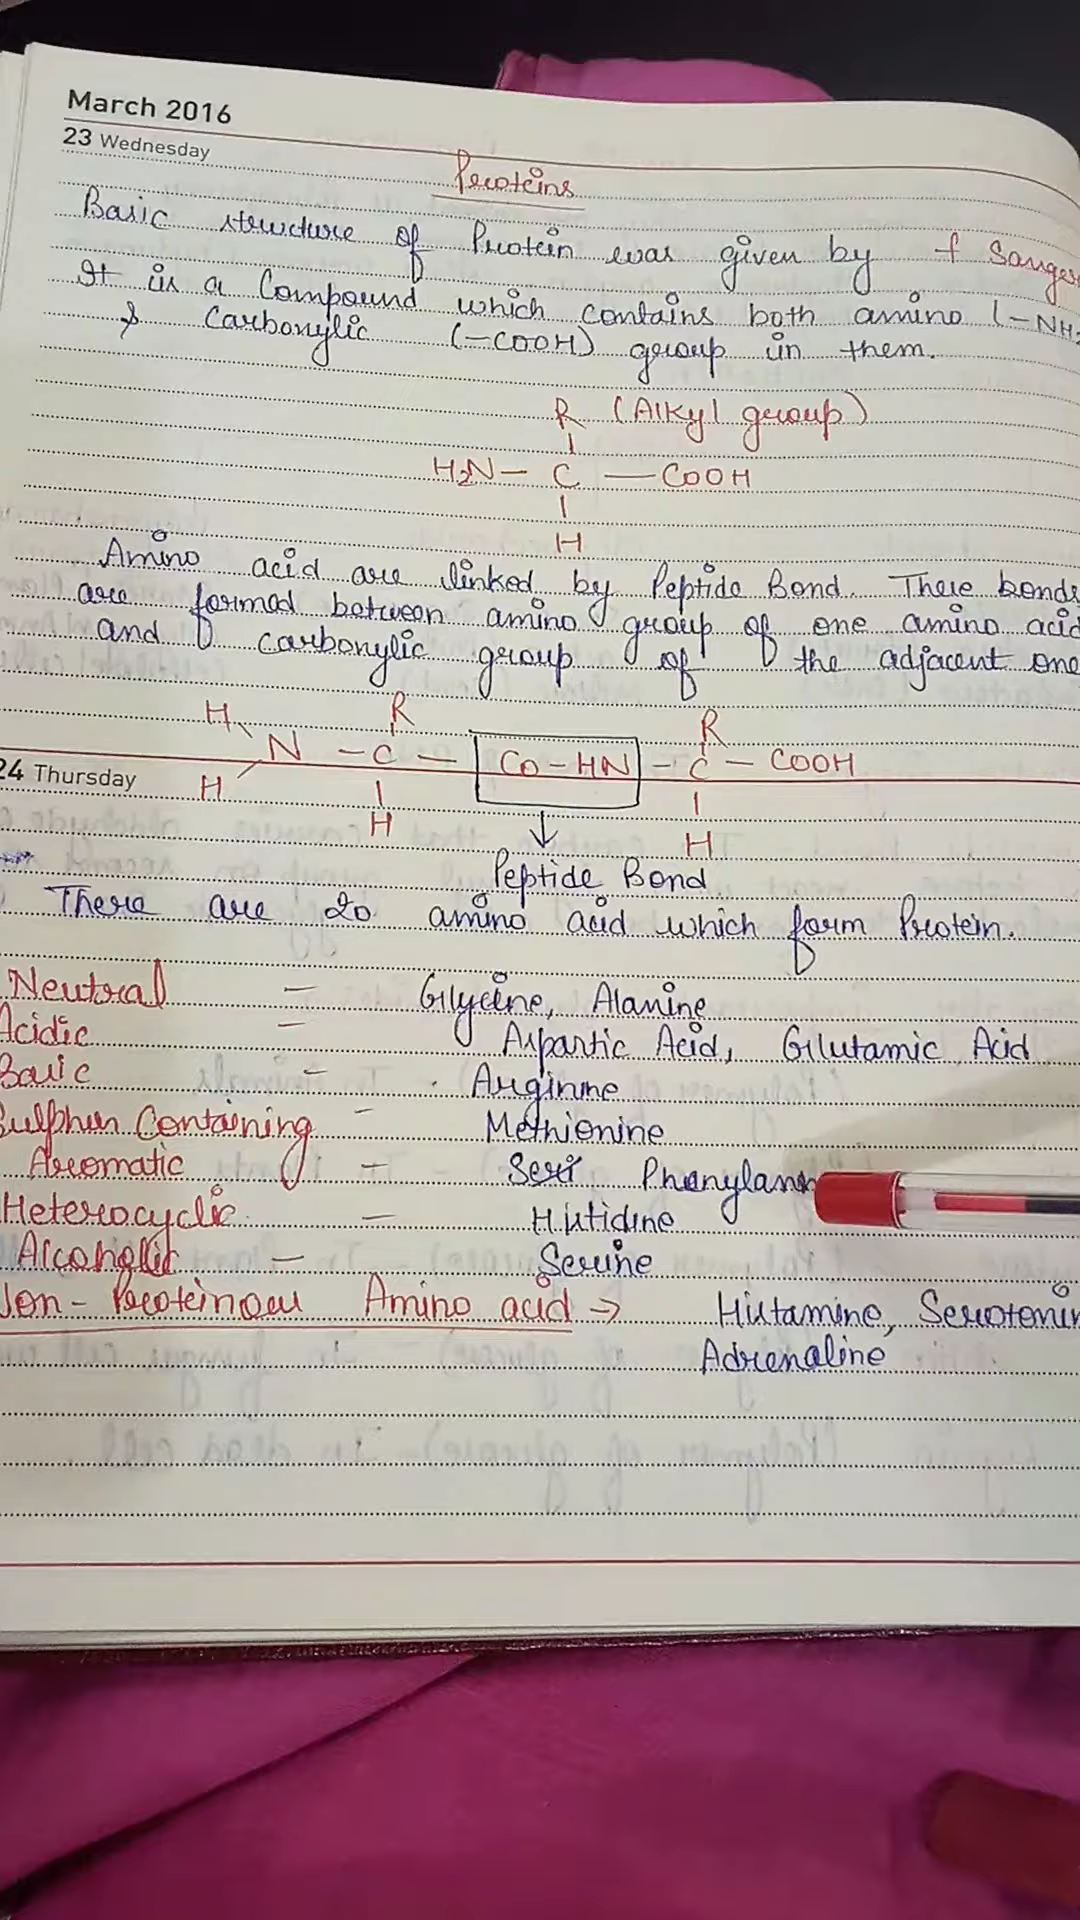 March 2016
23 Wednesday
Proteins
Basic structure of Protein was given by f Sanger
It is a Compound which contains both amino (-NH2
& Carbonylic (-COOH) group in them.
R (Alkyl group)
H2N- C -COOH
H
Amino acid are linked by Peptide Bond. These bonds
are formed between amino group of one amino acid
and carbonylic group of the adjacent one
H R R
N -C- Co-HN - C - COOH
24 Thursday H H H
Peptide Bond
There are 20 amino acid which form Protein.
Neutral - Glycine, Alanine
Acidic - Aspartic Acid, Glutamic Acid
Basic - Arginine
Sulphur Containing - Methionine
Aromatic - Phenylanin
Heterocyclic - Histidine
Alcoholic - Serine
Non-Proteinous Amino acid → Histamine, Serotonin
Adrenaline